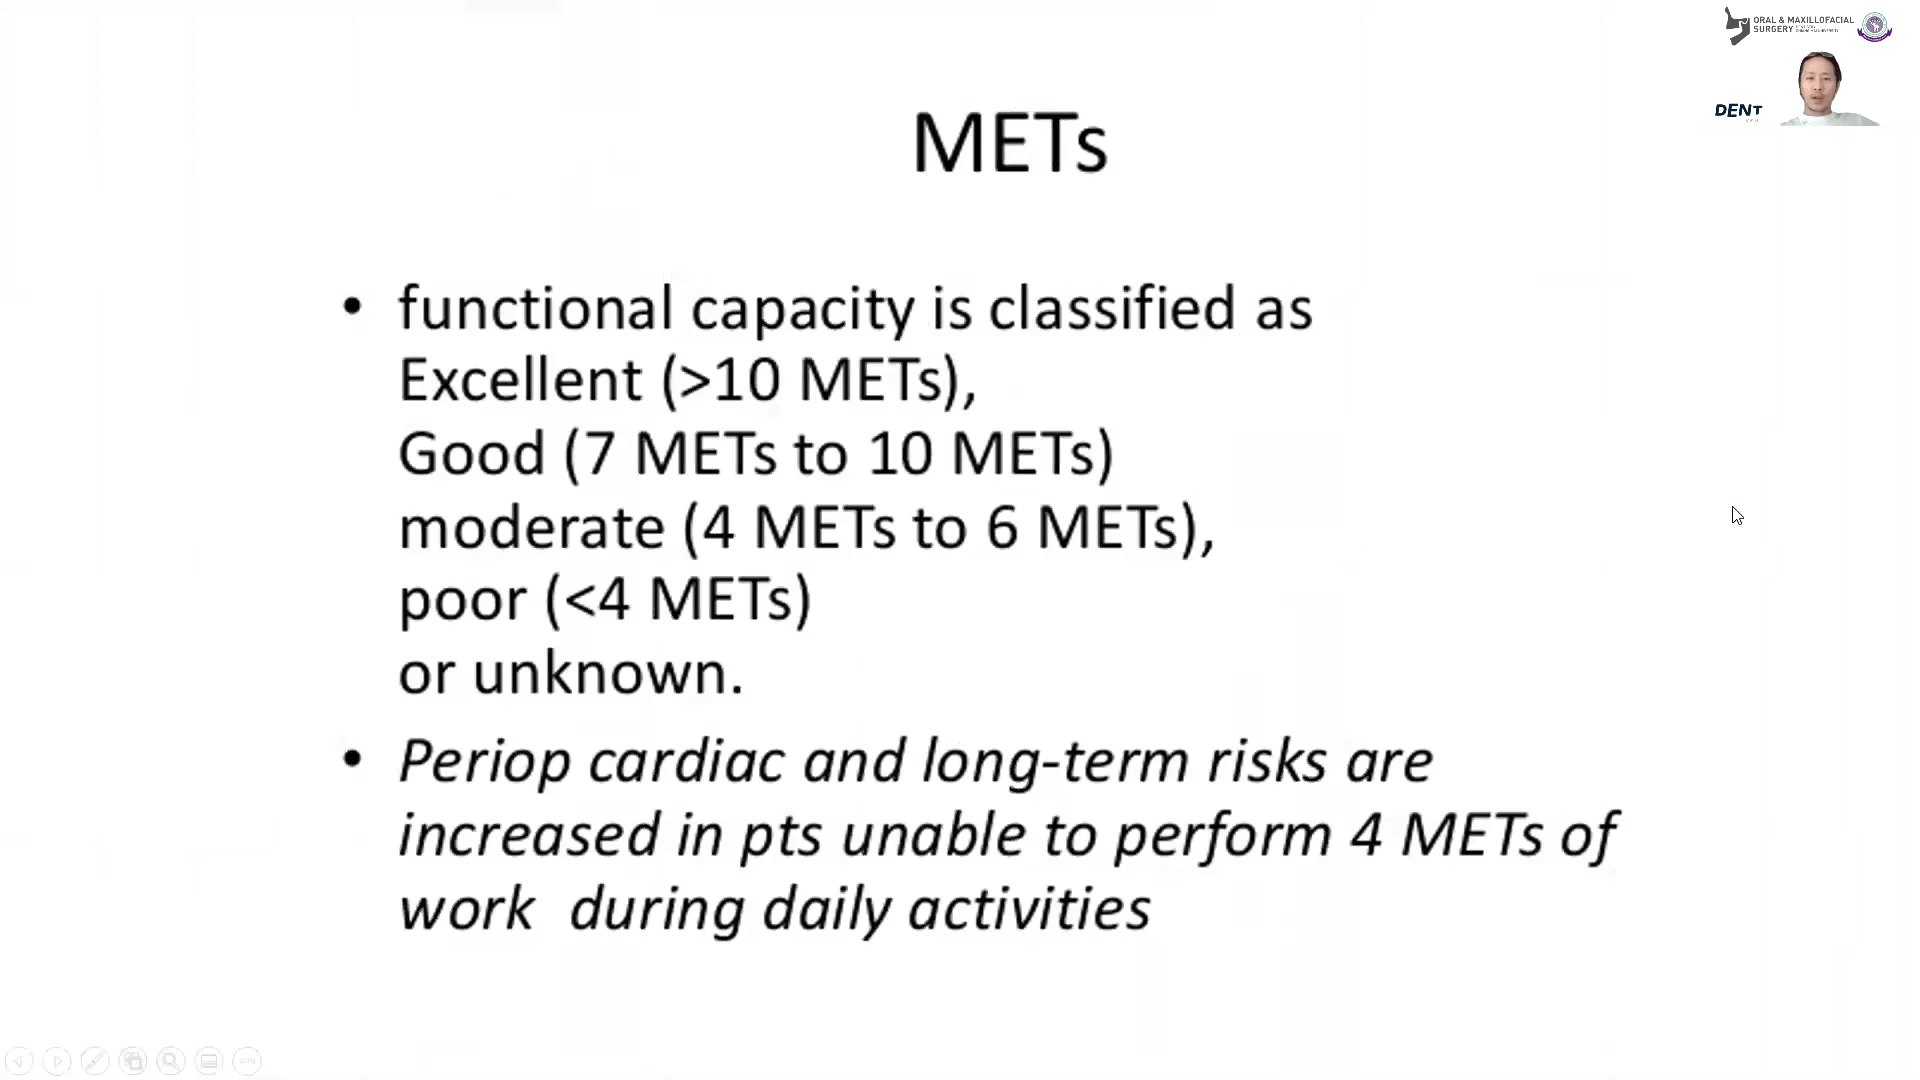 ORAL & MAXILLOFACIAL
SURGERY
DENT
METs
• functional capacity is classified as
Excellent (>10 METs),
Good (7 METs to 10 METs)
moderate (4 METs to 6 METs),
poor (<4 METs)
or unknown.
• Periop cardiac and long-term risks are
increased in pts unable to perform 4 METs of
work during daily activities